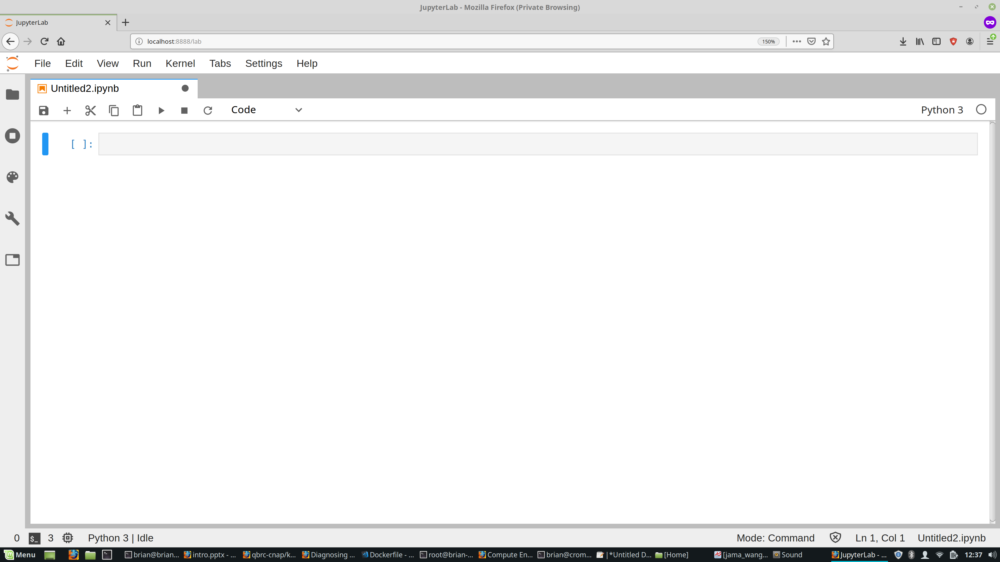 JupyterLab - Mozilla Firefox (Private Browsing)
JupyterLab
localhost:8888/lab
150%
File Edit View Run Kernel Tabs Settings Help
Untitled2.ipynb
Code
Python 3
[ ]:
0 $_ 3 Python 3 | Idle
Mode: Command Ln 1, Col 1 Untitled2.ipynb
Menu brian@brian... intro.pptx - ... qbrc-cnap/k... Diagnosing ... Dockerfile - ... root@brian-... Compute En... brian@crom... |*Untitled D... [Home] [jama_wang... Sound JupyterLab - ... 12:37